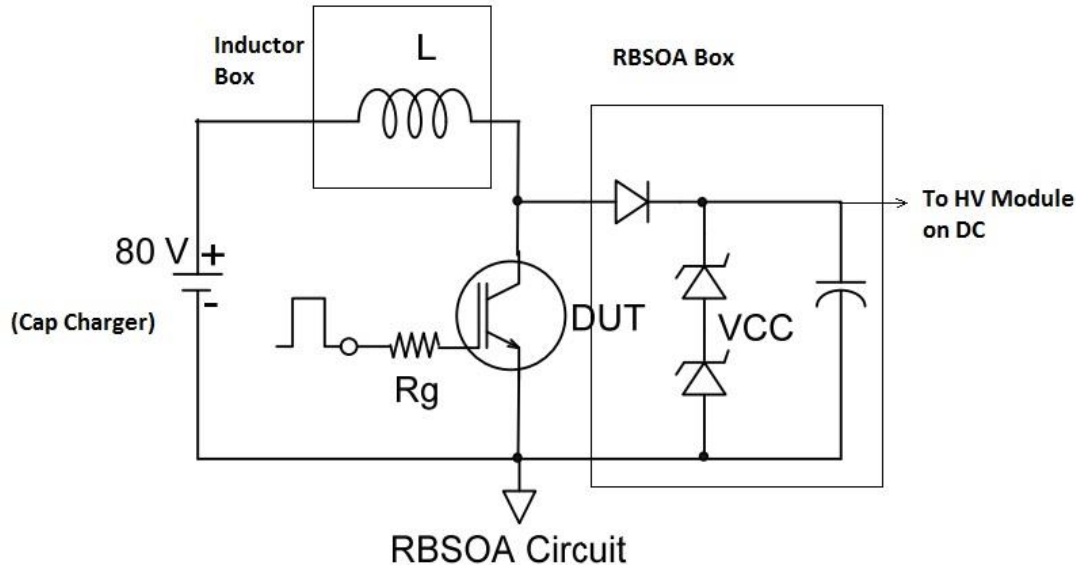 Inductor
Box
L
RBSOA Box
To HV Module
on DC
80 V
+
-
(Cap Charger)
DUT
VCC
Rg
RBSOA Circuit